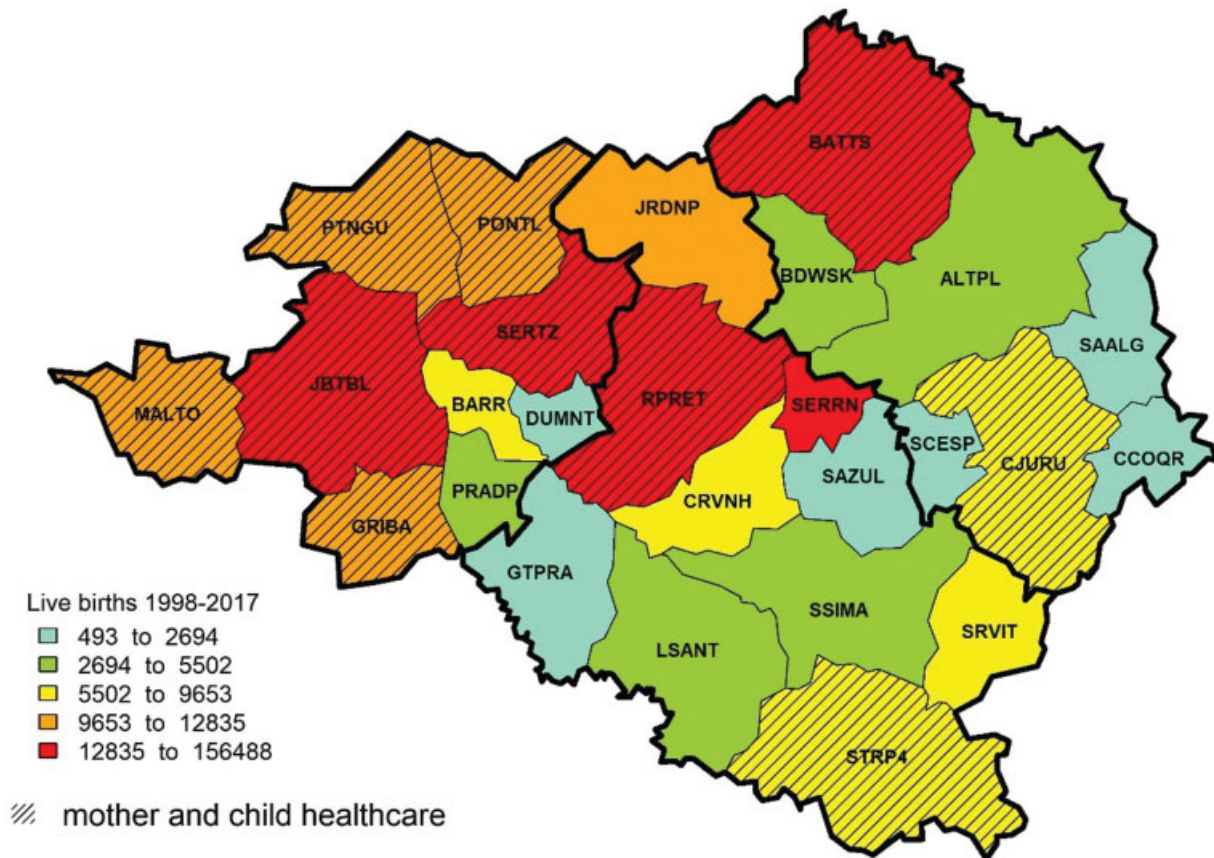 BATTS
PTNGU
PONTL
JRDNP
BDWSK
ALTPL
SERTZ
SAALG
MALTO
JBTBL
BARR
DUMNT
RPRET
SERRN
SCESP
CJURU
CCOQR
PRADP
SAZUL
CRVNH
GRIBA
GTPRA
SSIMA
SRVIT
LSANT
STRP4
Live births 1998-2017
493 to 2694
2694 to 5502
5502 to 9653
9653 to 12835
12835 to 156488
mother and child healthcare